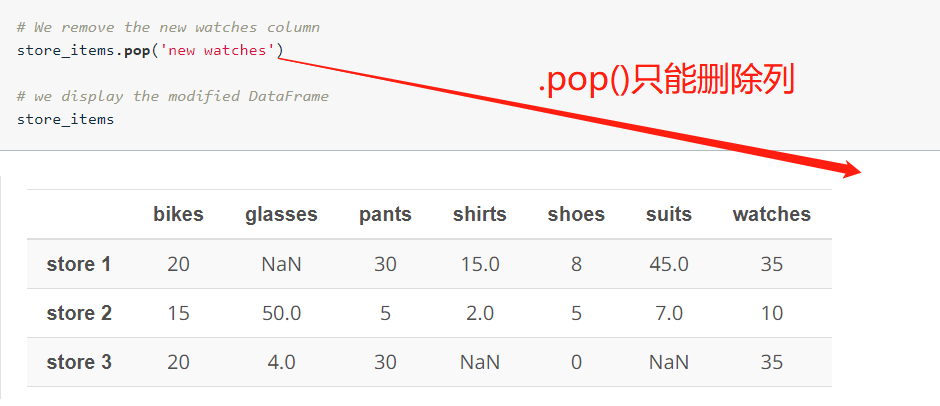 # We remove the new watches column
store_items.pop('new watches')
.pop()只能删除列
# we display the modified DataFrame
store_items
bikes glasses pants shirts shoes suits watches
store 1 20 NaN 30 15.0 8 45.0 35
store 2 15 50.0 5 2.0 5 7.0 10
store 3 20 4.0 30 NaN 0 NaN 35